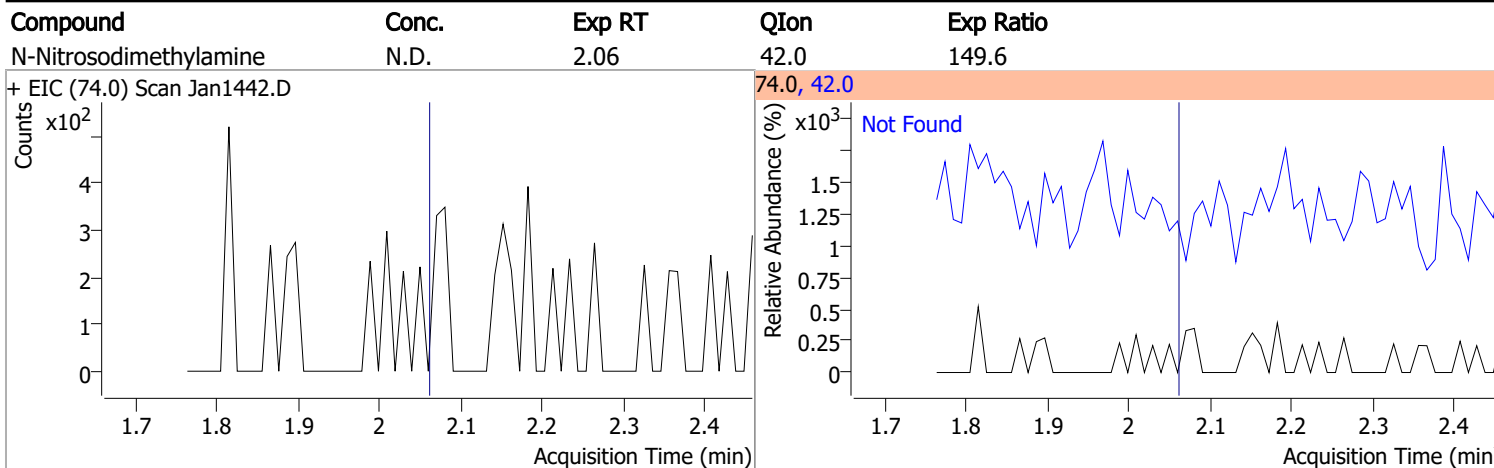 Compound Conc. Exp RT QIon Exp Ratio
N-Nitrosodimethylamine N.D. 2.06 42.0 149.6
+ EIC (74.0) Scan Jan1442.D
Counts
x10²
4
3
2
1
0
1.7 1.8 1.9 2 2.1 2.2 2.3 2.4
Acquisition Time (min)
74.0, 42.0
Relative Abundance (%)
x10³
Not Found
1.5
1.25
1
0.75
0.5
0.25
0
1.7 1.8 1.9 2 2.1 2.2 2.3 2.4
Acquisition Time (min